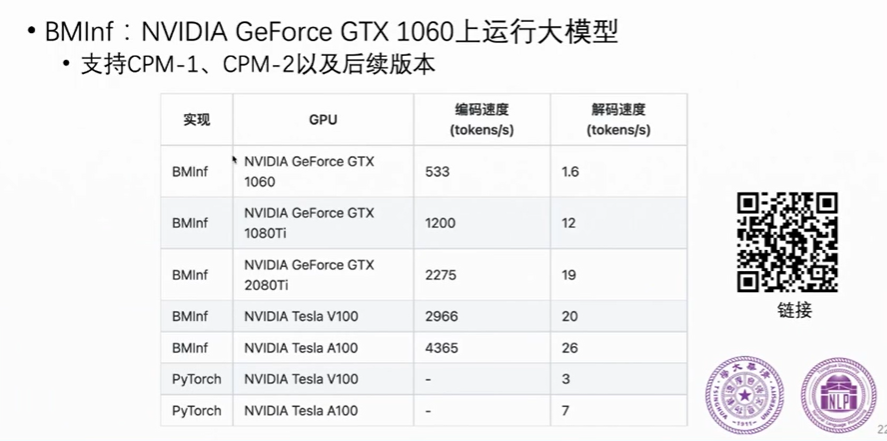 • BMInf：NVIDIA GeForce GTX 1060上运行大模型
• 支持CPM-1、CPM-2以及后续版本
实现 GPU 编码速度 (tokens/s) 解码速度 (tokens/s)
BMInf NVIDIA GeForce GTX 1060 533 1.6
BMInf NVIDIA GeForce GTX 1080Ti 1200 12
BMInf NVIDIA GeForce GTX 2080Ti 2275 19
BMInf NVIDIA Tesla V100 2966 20
BMInf NVIDIA Tesla A100 4365 26
PyTorch NVIDIA Tesla V100 - 3
PyTorch NVIDIA Tesla A100 - 7
链接
NLP
22